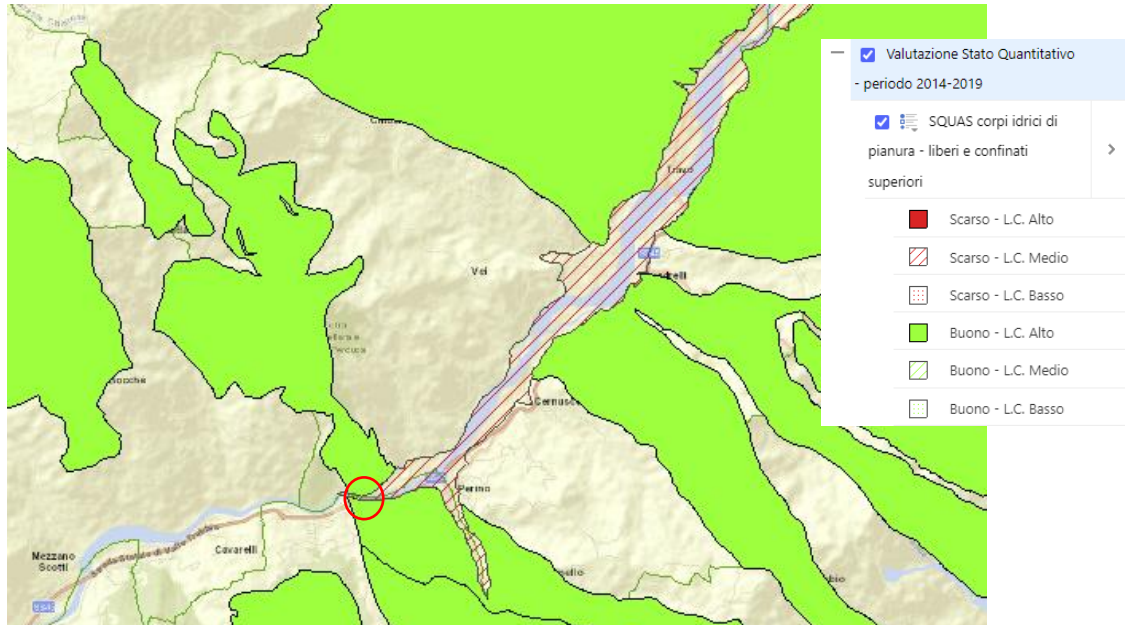 Valutazione Stato Quantitativo
- periodo 2014-2019
SQUAS corpi idrici di
pianura - liberi e confinati
superiori
Scarso - L.C. Alto
Scarso - L.C. Medio
Scarso - L.C. Basso
Buono - L.C. Alto
Buono - L.C. Medio
Buono - L.C. Basso
Travo
Vei
Perino
Mezzano
Scotti
Cavarelli